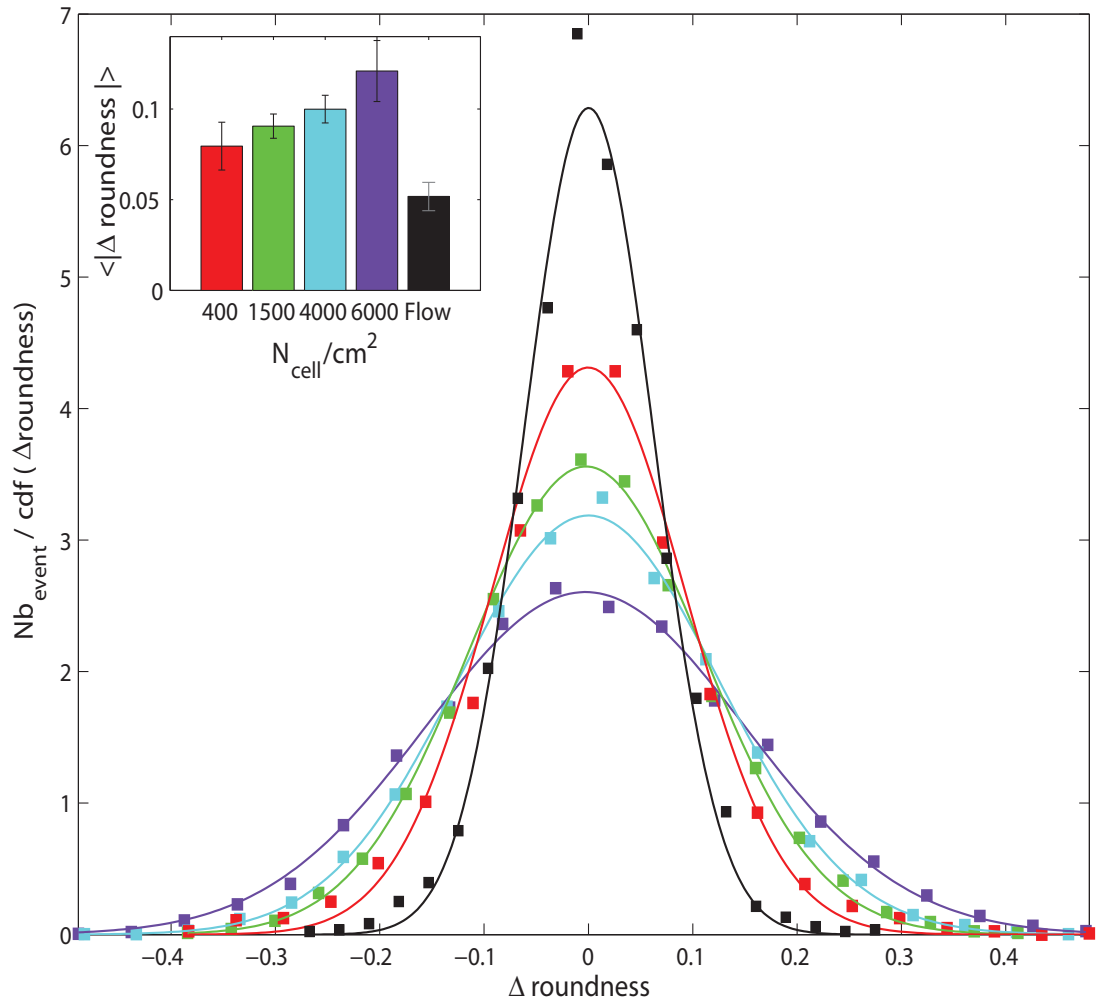 7
6
5
4
3
2
1
0
Nb_event / cdf ( Δroundness)
−0.4 −0.3 −0.2 −0.1 0 0.1 0.2 0.3 0.4
Δ roundness
<|Δ roundness |>
0.1
0.05
0
400 1500 4000 6000 Flow
N_cell/cm²